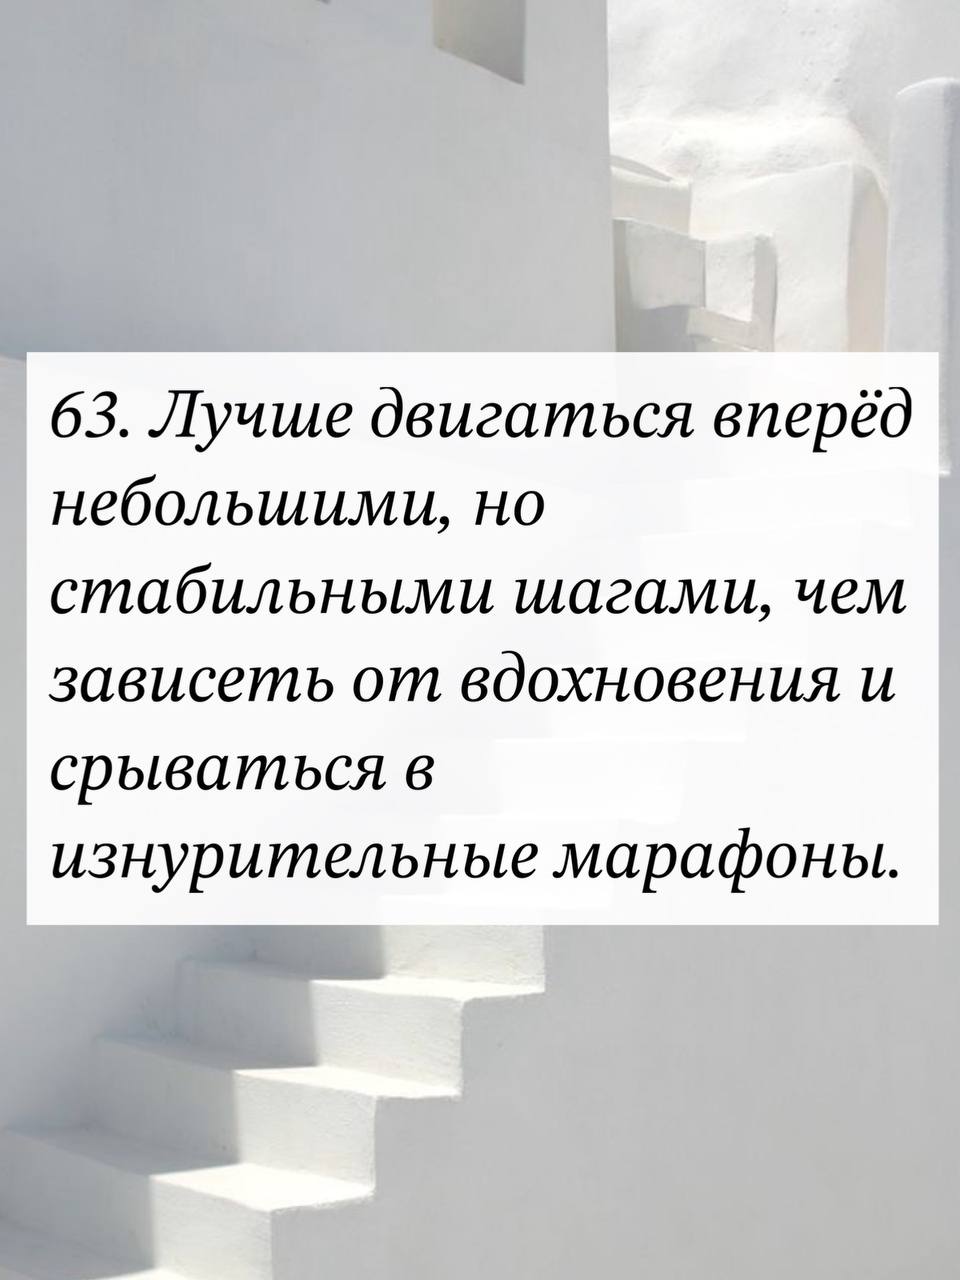 63. Лучше двигаться вперёд
небольшими, но
стабильными шагами, чем
зависеть от вдохновения и
срываться в
изнурительные марафоны.